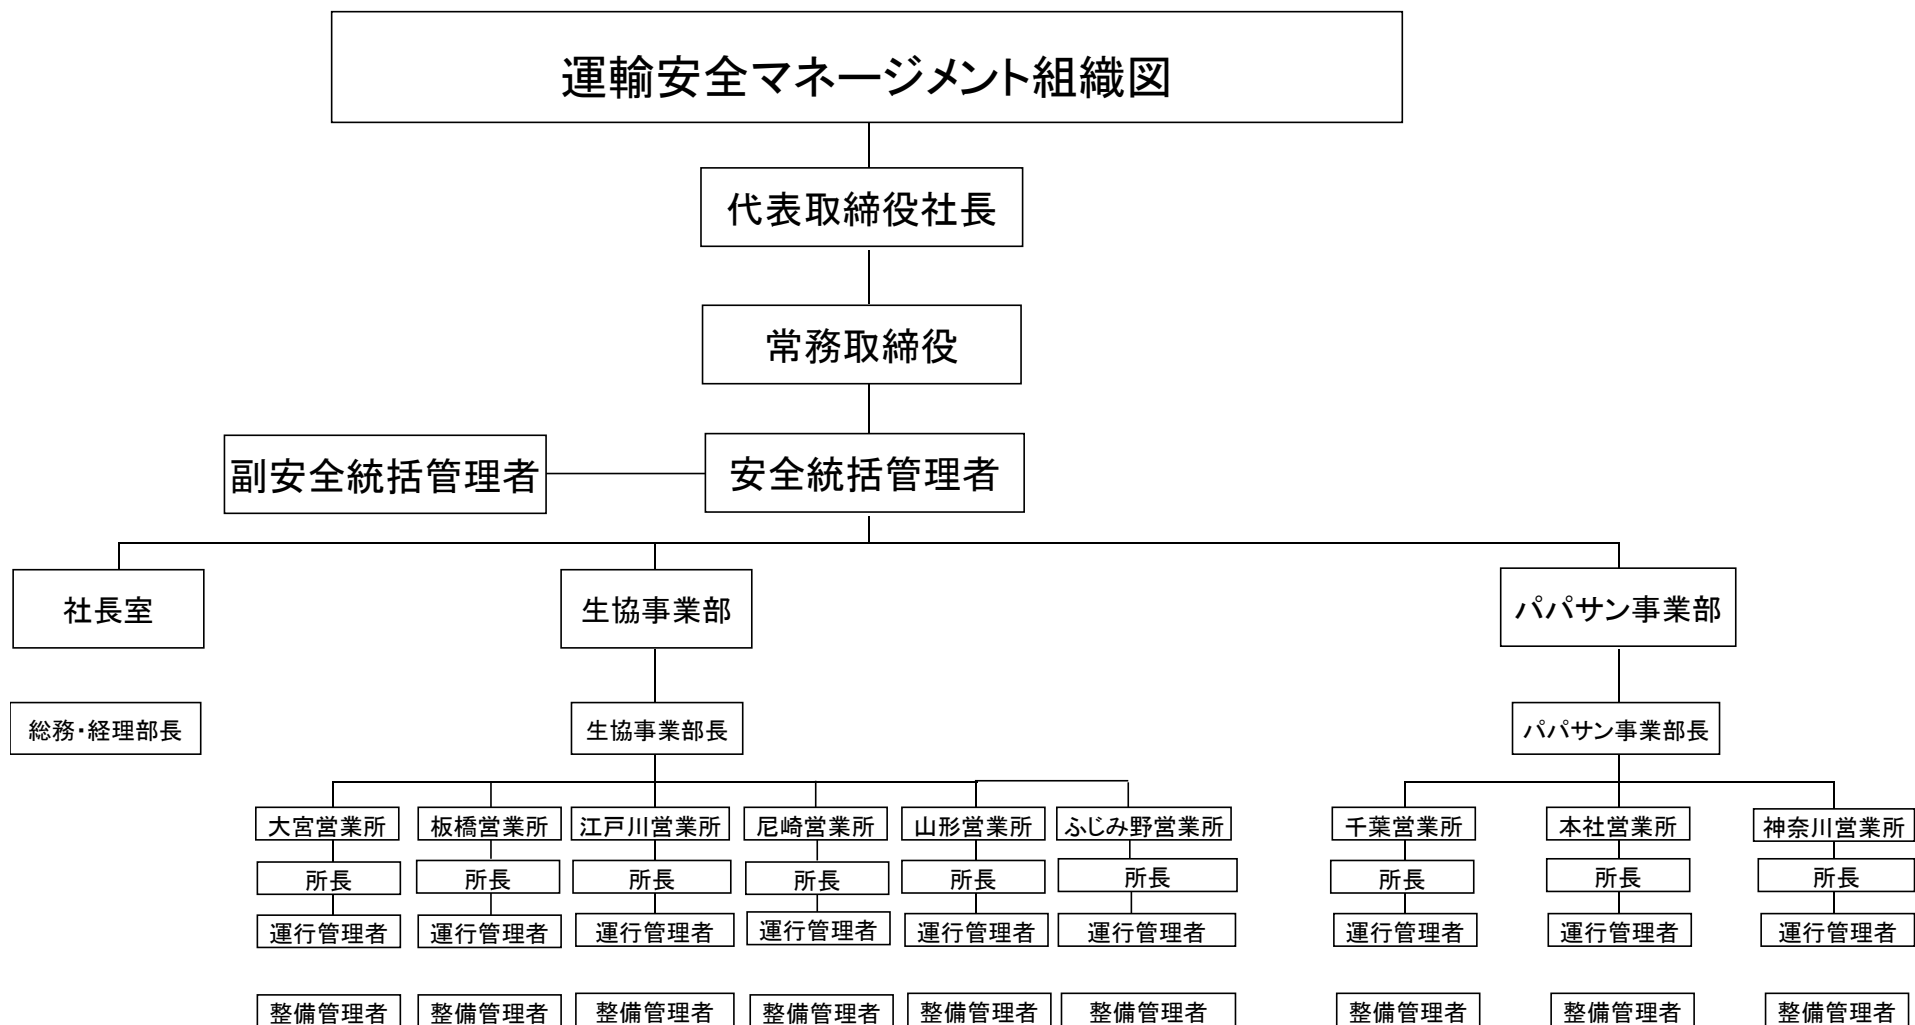 運輸安全マネージメント組織図
代表取締役社長
常務取締役
副安全統括管理者
安全統括管理者
社長室
生協事業部
パパサン事業部
総務・経理部長
生協事業部長
パパサン事業部長
大宮営業所
板橋営業所
江戸川営業所
尼崎営業所
山形営業所
ふじみ野営業所
千葉営業所
本社営業所
神奈川営業所
所長
所長
所長
所長
所長
所長
所長
所長
所長
運行管理者
運行管理者
運行管理者
運行管理者
運行管理者
運行管理者
運行管理者
運行管理者
運行管理者
整備管理者
整備管理者
整備管理者
整備管理者
整備管理者
整備管理者
整備管理者
整備管理者
整備管理者